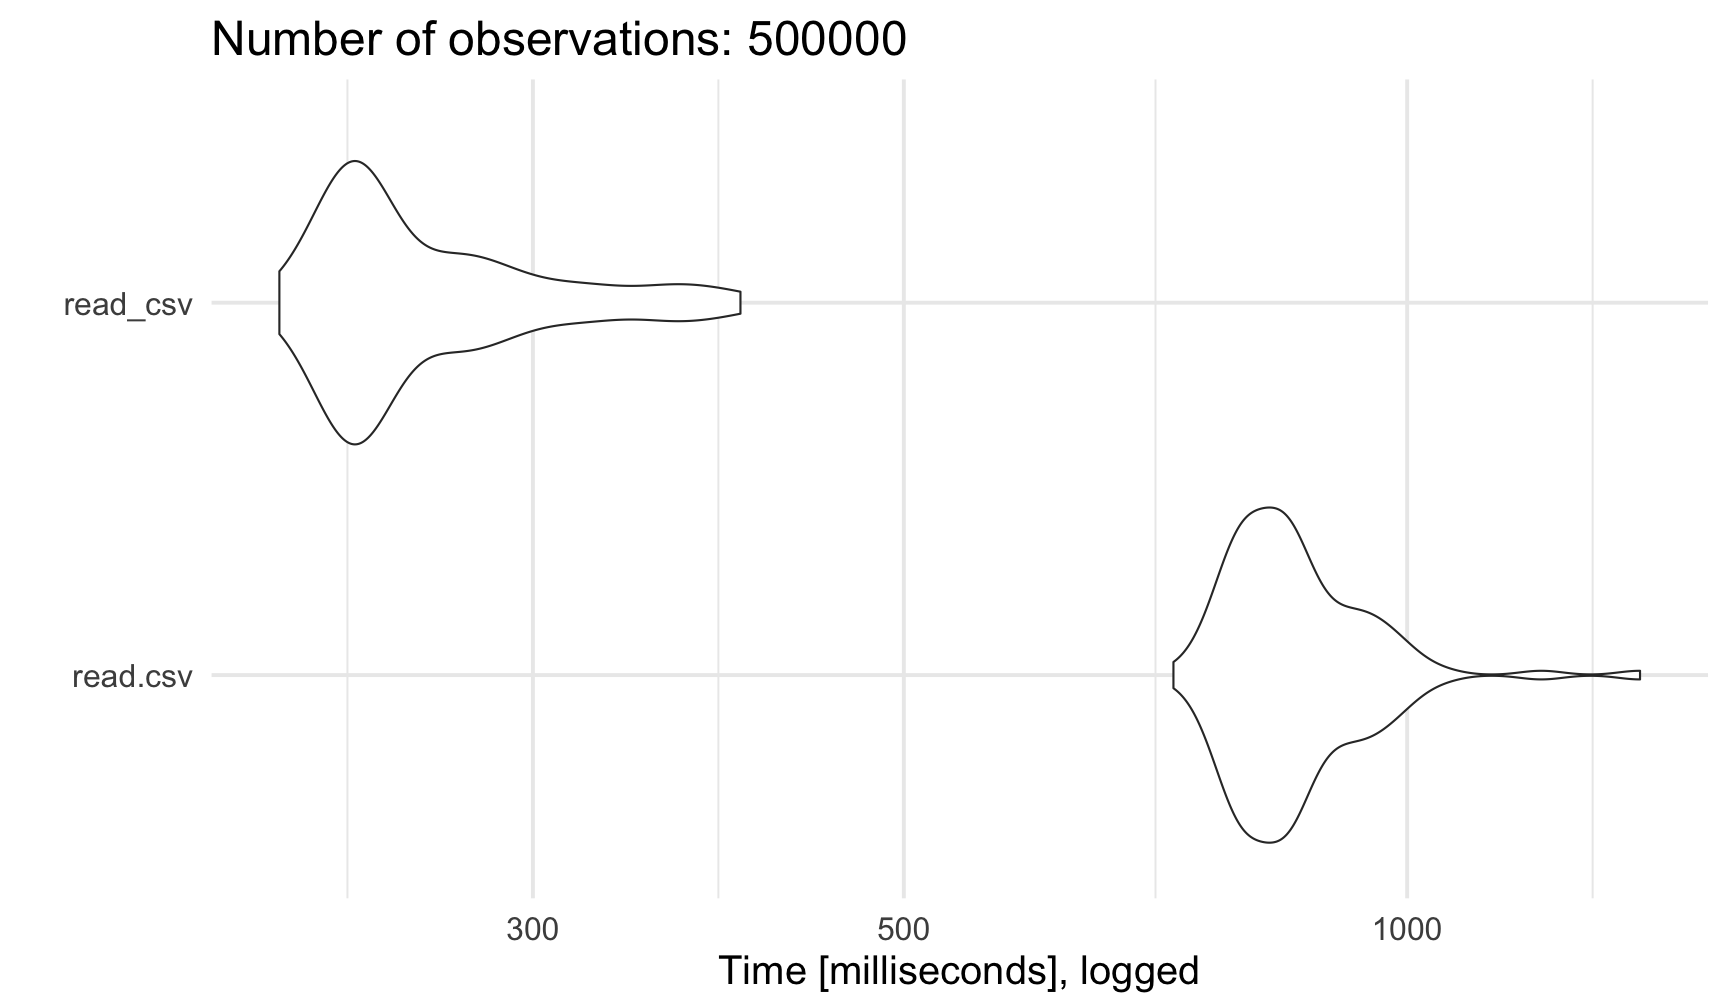 Number of observations: 500000
read_csv
read.csv
300 500 1000
Time [milliseconds], logged